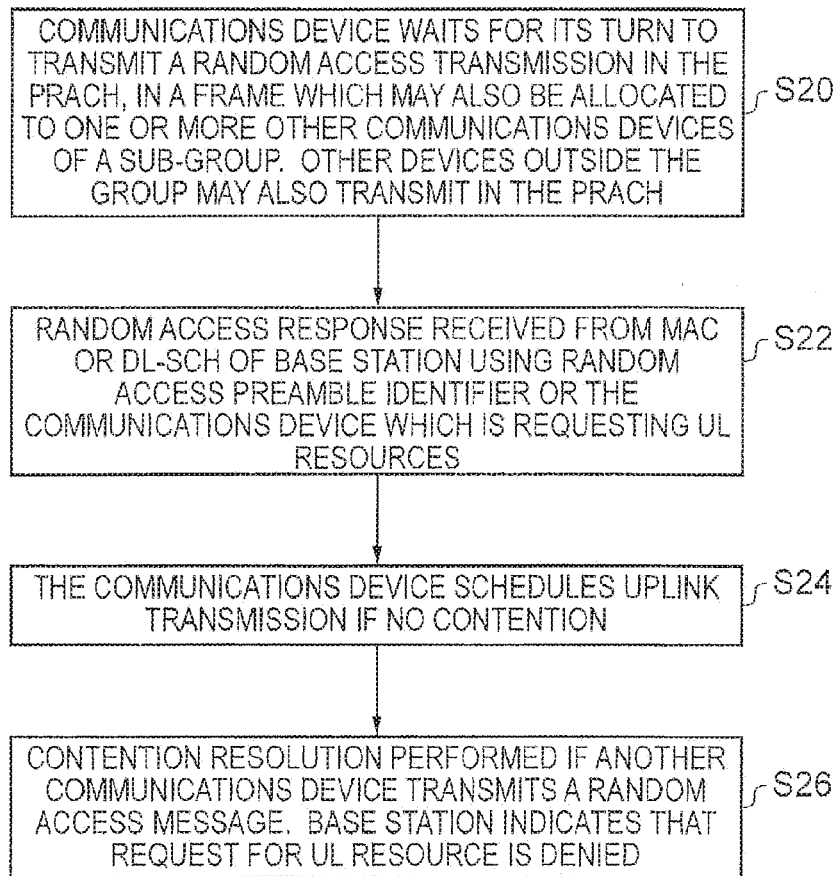 COMMUNICATIONS DEVICE WAITS FOR ITS TURN TO
TRANSMIT A RANDOM ACCESS TRANSMISSION IN THE
PRACH, IN A FRAME WHICH MAY ALSO BE ALLOCATED
TO ONE OR MORE OTHER COMMUNICATIONS DEVICES
OF A SUB-GROUP. OTHER DEVICES OUTSIDE THE
GROUP MAY ALSO TRANSMIT IN THE PRACH
S20
RANDOM ACCESS RESPONSE RECEIVED FROM MAC
OR DL-SCH OF BASE STATION USING RANDOM
ACCESS PREAMBLE IDENTIFIER OR THE
COMMUNICATIONS DEVICE WHICH IS REQUESTING UL
RESOURCES
S22
THE COMMUNICATIONS DEVICE SCHEDULES UPLINK
TRANSMISSION IF NO CONTENTION
S24
CONTENTION RESOLUTION PERFORMED IF ANOTHER
COMMUNICATIONS DEVICE TRANSMITS A RANDOM
ACCESS MESSAGE. BASE STATION INDICATES THAT
REQUEST FOR UL RESOURCE IS DENIED
S26